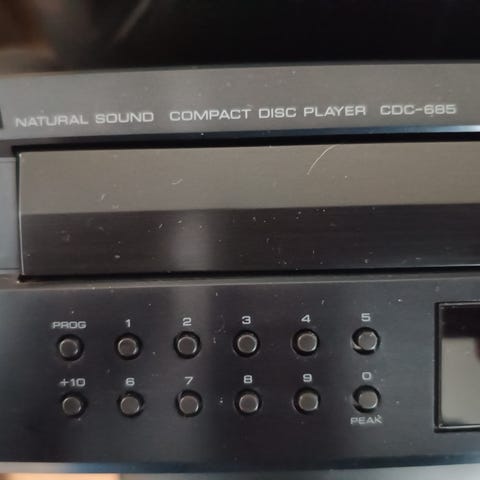 NATURAL SOUND COMPACT DISC PLAYER CDC-685
PROG 1 2 3 4 5
+10 6 7 8 9 0
PEAK